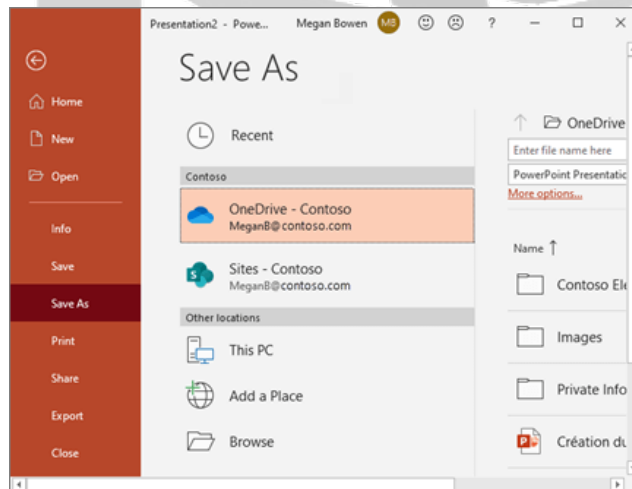 Presentation2 - Powe...
Megan Bowen
MB
?
Save As
Home
New
Open
Info
Save
Save As
Print
Share
Export
Close
Recent
Contoso
OneDrive - Contoso
MeganB@contoso.com
Sites - Contoso
MeganB@contoso.com
Other locations
This PC
Add a Place
Browse
OneDrive
Enter file name here
PowerPoint Presentatic
More options...
Name
Contoso Ele
Images
Private Info
Création du